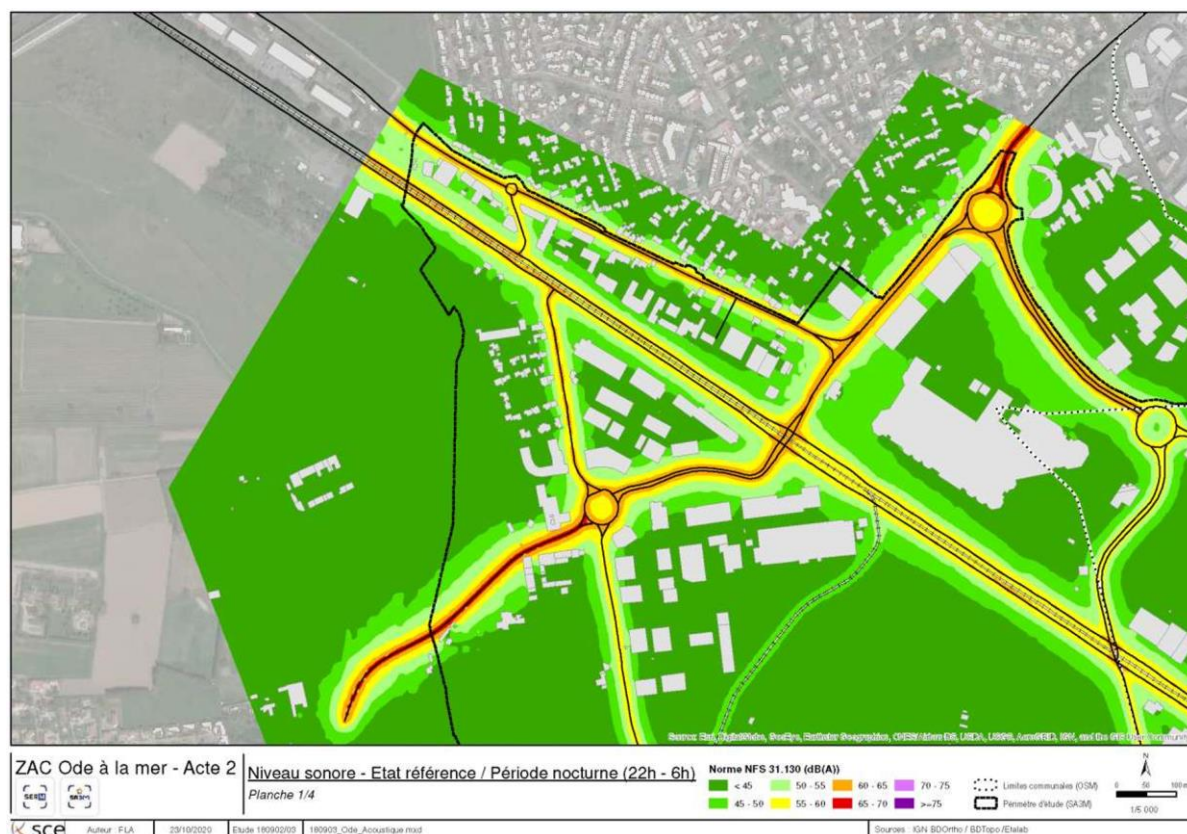 ZAC Ode à la mer - Acte 2
Niveau sonore - Etat référence / Période nocturne (22h - 6h)
Planche 1/4
Norme NFS 31.130 (dB(A))
< 45
50 - 55
60 - 65
70 - 75
45 - 50
55 - 60
65 - 70
>=75
Limites communales (OSM)
Périmètre d'étude (SA3M)
N
0 50 100 m
1/5 000
sce
Auteur : FLA
23/10/2020
Etude 180902/03
180903_Ode_Acoustique mxd
Sources : IGN BDOrtho / BDTopo /Etalab